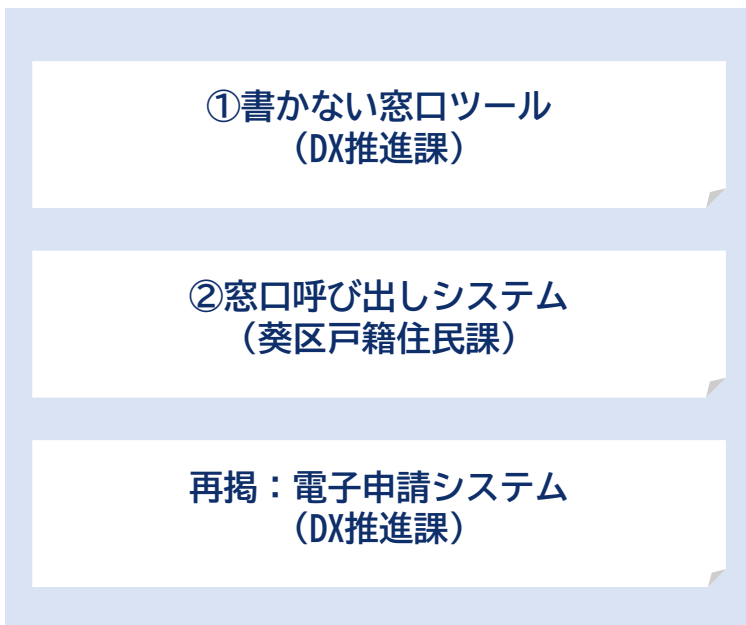 ①書かない窓口ツール
(DX推進課)
②窓口呼び出しシステム
(葵区戸籍住民課)
再掲：電子申請システム
(DX推進課)